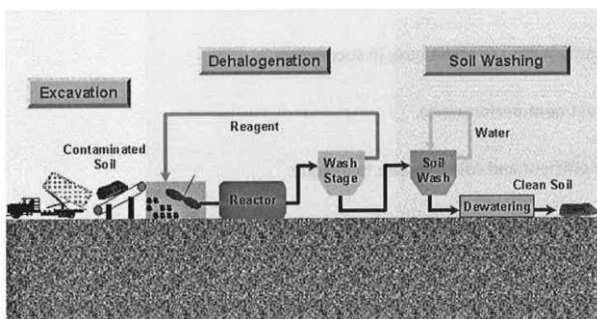 Dehalogenation
Soil Washing
Excavation
Reagent
Water
Contaminated
Soil
Wash
Stage
Soil
Wash
Clean Soil
Reactor
Dewatering